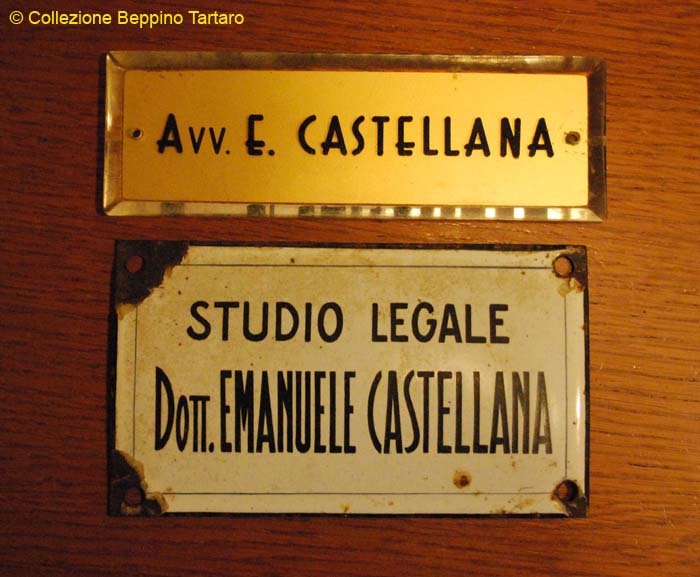 © Collezione Beppino Tartaro
Avv. E. CASTELLANA
STUDIO LEGALE
Dott. EMANUELE CASTELLANA